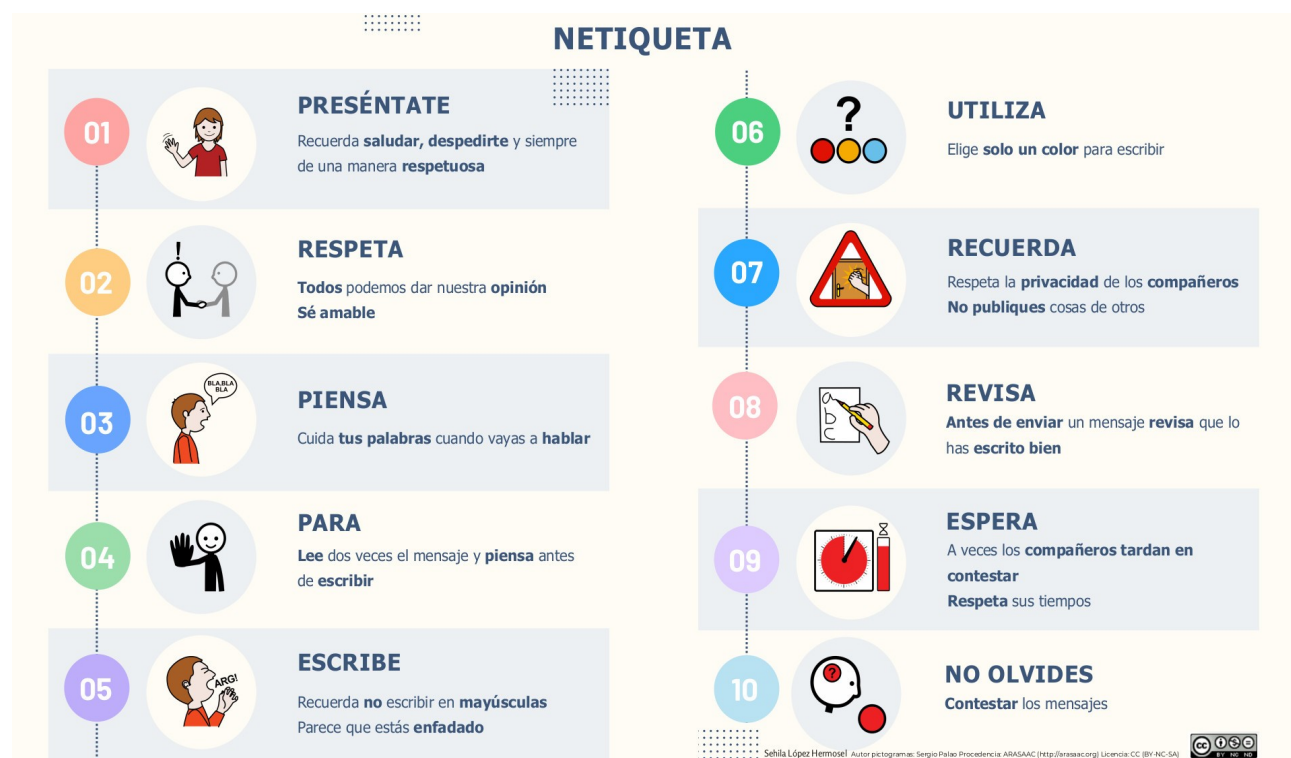 NETIQUETA
01
PRESÉNTATE
Recuerda saludar, despedirte y siempre
de una manera respetuosa
02
RESPETA
Todos podemos dar nuestra opinión
Sé amable
03
BLA,BLA
BLA
PIENSA
Cuida tus palabras cuando vayas a hablar
04
PARA
Lee dos veces el mensaje y piensa antes
de escribir
05
ARG!
ESCRIBE
Recuerda no escribir en mayúsculas
Parece que estás enfadado
06
?
UTILIZA
Elige solo un color para escribir
07
RECUERDA
Respeta la privacidad de los compañeros
No publiques cosas de otros
08
a
b
c
REVISA
Antes de enviar un mensaje revisa que lo
has escrito bien
09
ESPERA
A veces los compañeros tardan en
contestar
Respeta sus tiempos
10
?
NO OLVIDES
Contestar los mensajes
Sehila López Hermosel Autor pictogramas: Sergio Palao Procedencia: ARASAAC (http://arasaac.org) Licencia: CC (BY-NC-SA)
cc
BY NC ND